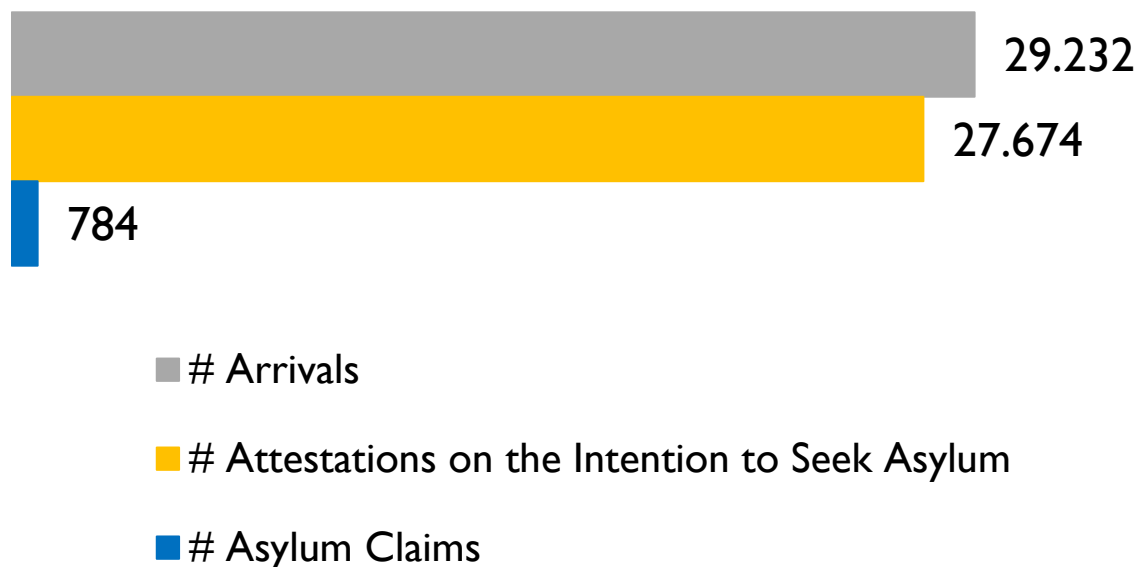 29.232
27.674
784
# Arrivals
# Attestations on the Intention to Seek Asylum
# Asylum Claims